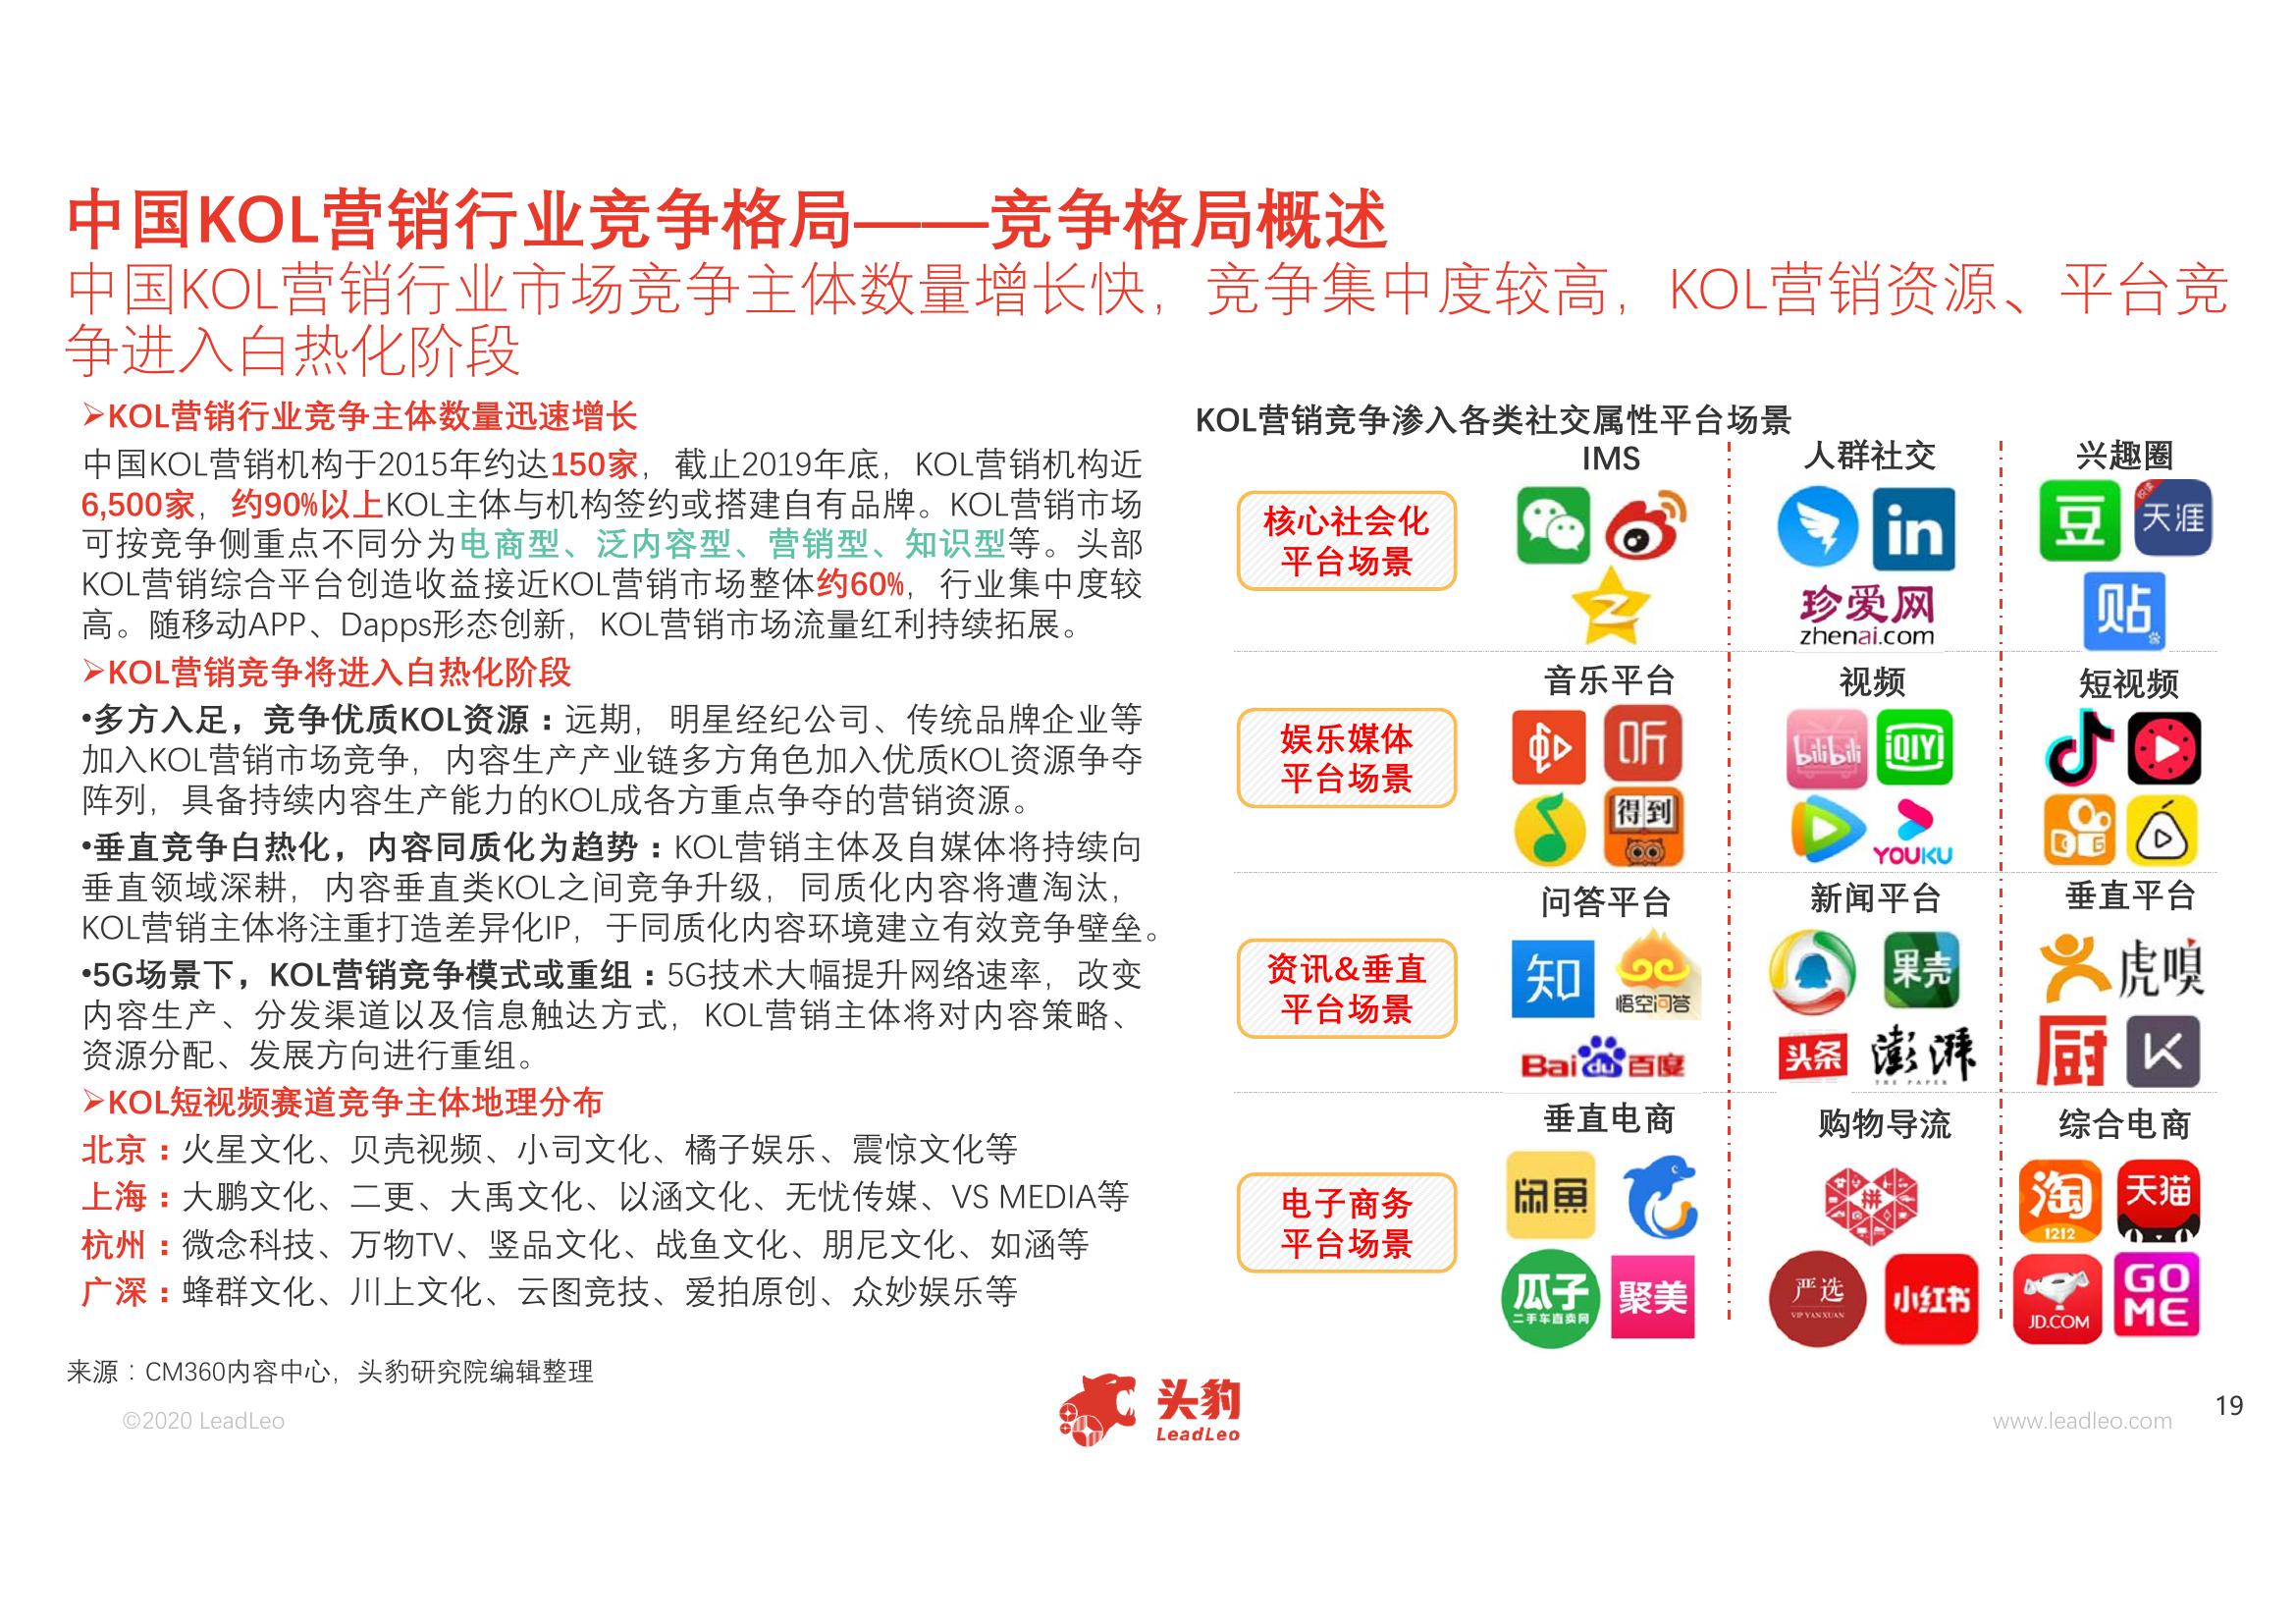 中国KOL营销行业竞争格局——竞争格局概述
中国KOL营销行业市场竞争主体数量增长快，竞争集中度较高，KOL营销资源、平台竞
争进入白热化阶段
➢KOL营销行业竞争主体数量迅速增长
中国KOL营销机构于2015年约达150家，截止2019年底，KOL营销机构近
6,500家，约90%以上KOL主体与机构签约或搭建自有品牌。KOL营销市场
可按竞争侧重点不同分为电商型、泛内容型、营销型、知识型等。头部
KOL营销综合平台创造收益接近KOL营销市场整体约60%，行业集中度较
高。随移动APP、Dapps形态创新，KOL营销市场流量红利持续拓展。
➢KOL营销竞争将进入白热化阶段
•多方入足，竞争优质KOL资源：远期，明星经纪公司、传统品牌企业等
加入KOL营销市场竞争，内容生产产业链多方角色加入优质KOL资源争夺
阵列，具备持续内容生产能力的KOL成各方重点争夺的营销资源。
•垂直竞争白热化，内容同质化为趋势：KOL营销主体及自媒体将持续向
垂直领域深耕，内容垂直类KOL之间竞争升级，同质化内容将遭淘汰，
KOL营销主体将注重打造差异化IP，于同质化内容环境建立有效竞争壁垒。
•5G场景下，KOL营销竞争模式或重组：5G技术大幅提升网络速率，改变
内容生产、分发渠道以及信息触达方式，KOL营销主体将对内容策略、
资源分配、发展方向进行重组。
➢KOL短视频赛道竞争主体地理分布
北京：火星文化、贝壳视频、小司文化、橘子娱乐、震惊文化等
上海：大鹏文化、二更、大禹文化、以涵文化、无忧传媒、VS MEDIA等
杭州：微念科技、万物TV、竖品文化、战鱼文化、朋尼文化、如涵等
广深：蜂群文化、川上文化、云图竞技、爱拍原创、众妙娱乐等
KOL营销竞争渗入各类社交属性平台场景
IMS 人群社交 兴趣圈
核心社会化
平台场景
in 豆 天涯
珍爱网
zhenai.com
贴
音乐平台 视频 短视频
娱乐媒体
平台场景
听 bilibili iQIYI
得到 YOUKU
问答平台 新闻平台 垂直平台
资讯&垂直
平台场景
知 悟空问答 果壳 虎嗅
Bai du 百度 头条 澎湃 THE PAPER 厨 K
垂直电商 购物导流 综合电商
电子商务
平台场景
闲鱼 拼 淘 1212 天猫
瓜子 二手车直卖网 聚美 严选 VIP YANXUAN 小红书 JD.COM GO ME
来源：CM360内容中心，头豹研究院编辑整理
©2020 LeadLeo
头豹
LeadLeo
www.leadleo.com
19